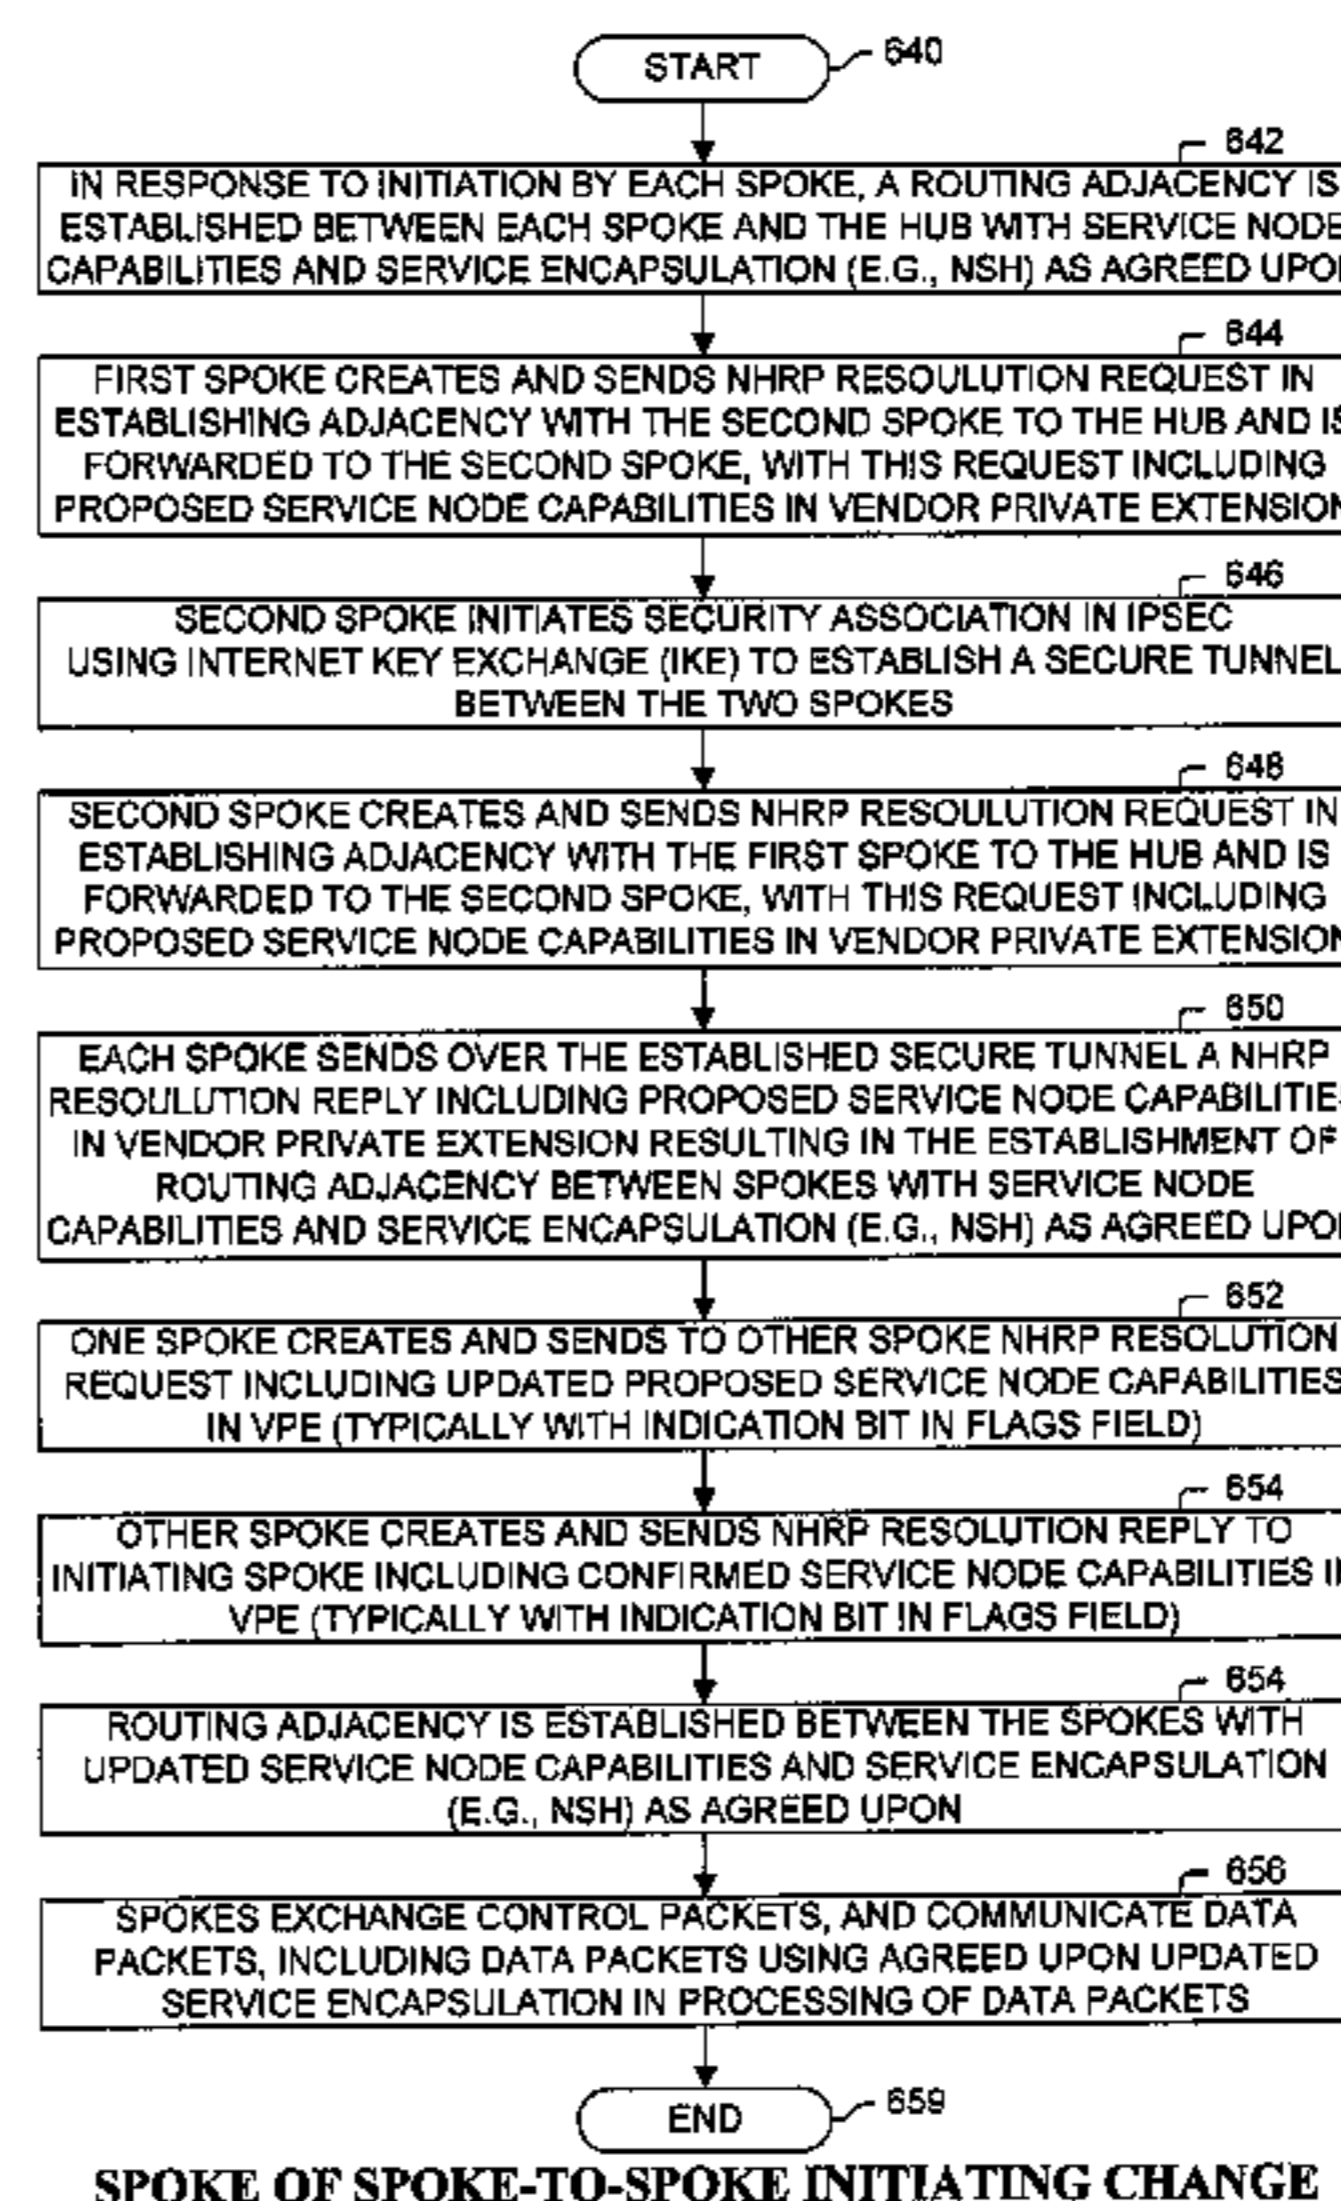 START
640
642
IN RESPONSE TO INITIATION BY EACH SPOKE, A ROUTING ADJACENCY IS
ESTABLISHED BETWEEN EACH SPOKE AND THE HUB WITH SERVICE NODE
CAPABILITIES AND SERVICE ENCAPSULATION (E.G., NSH) AS AGREED
644
FIRST SPOKE CREATES AND SENDS NHRP RESOULUTION REQUEST IN
ESTABLISHING ADJACENCY WITH THE SECOND SPOKE TO THE HUB AND IS
FORWARDED TO THE SECOND SPOKE, WITH THIS REQUEST INCLUDING
PROPOSED SERVICE NODE CAPABILITIES IN VENDOR PRIVATE EXTENSION
646
SECOND SPOKE INITIATES SECURITY ASSOCIATION IN IPSEC
USING INTERNET KEY EXCHANGE (IKE) TO ESTABLISH A SECURE TUNNEL
BETWEEN THE TWO SPOKES
648
SECOND SPOKE CREATES AND SENDS NHRP RESOULUTION REQUEST IN
ESTABLISHING ADJACENCY WITH THE FIRST SPOKE TO THE HUB AND IS
FORWARDED TO THE SECOND SPOKE, WITH THIS REQUEST INCLUDING
PROPOSED SERVICE NODE CAPABILITIES IN VENDOR PRIVATE EXTENSION
650
EACH SPOKE SENDS OVER THE ESTABLISHED SECURE TUNNEL A NHRP
RESOULUTION REPLY INCLUDING PROPOSED SERVICE NODE
IN VENDOR PRIVATE EXTENSION RESULTING IN THE ESTABLISHMENT OF
ROUTING ADJACENCY BETWEEN SPOKES WITH SERVICE NODE
CAPABILITIES AND SERVICE ENCAPSULATION (E.G., NSH) AS AGREED
652
ONE SPOKE CREATES AND SENDS TO OTHER SPOKE NHRP RESOLUTION
REQUEST INCLUDING UPDATED PROPOSED SERVICE NODE CAPABILITIES
IN VPE (TYPICALLY WITH INDICATION BIT IN FLAGS FIELD)
654
OTHER SPOKE CREATES AND SENDS NHRP RESOLUTION REPLY TO
INITIATING SPOKE INCLUDING CONFIRMED SERVICE NODE CAPABILITIES
VPE (TYPICALLY WITH INDICATION BIT IN FLAGS FIELD)
654
ROUTING ADJACENCY IS ESTABLISHED BETWEEN THE SPOKES WITH
UPDATED SERVICE NODE CAPABILITIES AND SERVICE ENCAPSULATION
(E.G., NSH) AS AGREED UPON
656
SPOKES EXCHANGE CONTROL PACKETS, AND COMMUNICATE DATA
PACKETS, INCLUDING DATA PACKETS USING AGREED UPON UPDATED
SERVICE ENCAPSULATION IN PROCESSING OF DATA PACKETS
END
659
SPOKE OF SPOKE-TO-SPOKE INITIATING CHANGE